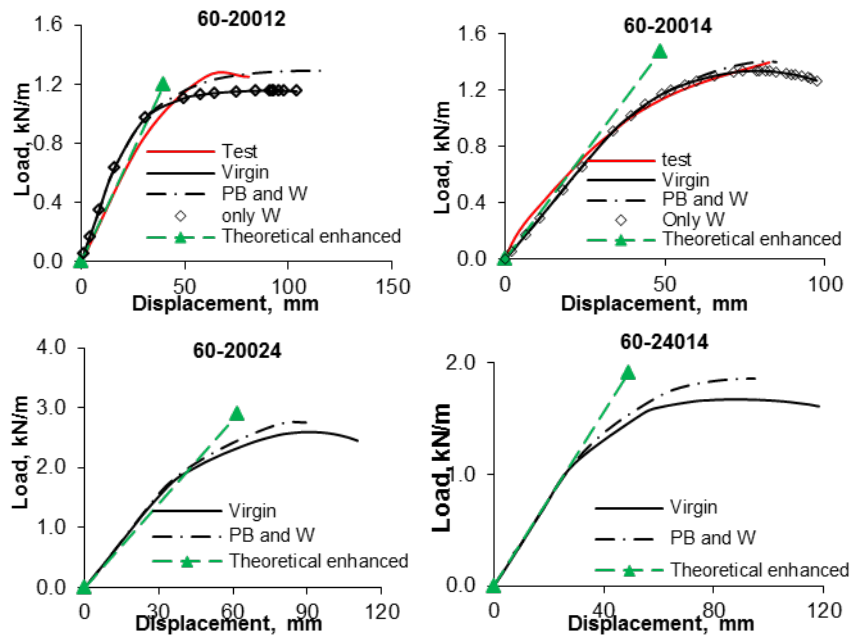 60-20012
Load, kN/m
1.6
1.2
0.8
0.4
0.0
0
50
100
150
Displacement, mm
Test
Virgin
PB and W
only W
Theoretical enhanced
60-20014
Load, kN/m
1.6
1.2
0.8
0.4
0.0
0
50
100
Displacement, mm
test
Virgin
PB and W
Only W
Theoretical enhanced
60-20024
Load, kN/m
4.0
3.0
2.0
1.0
0.0
0
30
60
90
120
Displacement, mm
Virgin
PB and W
Theoretical enhanced
60-24014
Load, kN/m
2.0
1.0
0.0
0
40
80
120
Displacement, mm
Virgin
PB and W
Theoretical enhanced